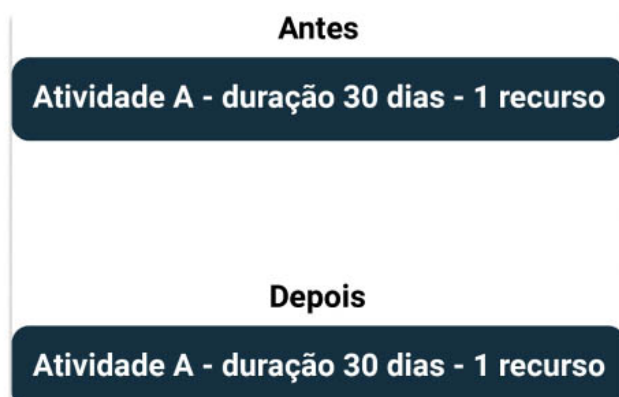 Antes
Atividade A - duração 30 dias - 1 recurso
Depois
Atividade A - duração 30 dias - 1 recurso